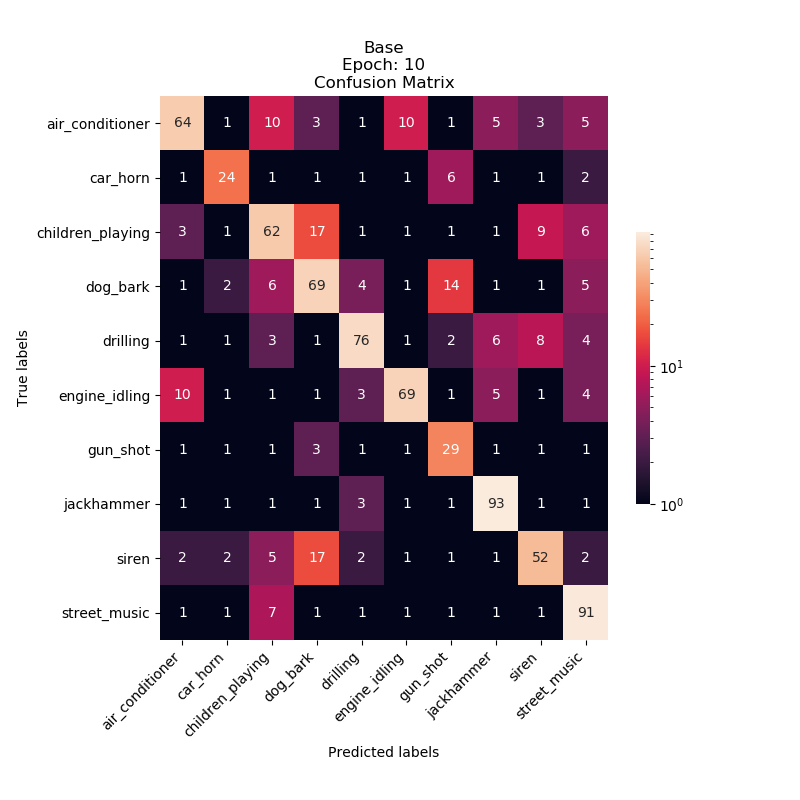 Base
Epoch: 10
Confusion Matrix
True labels
air_conditioner 64 1 10 3 1 10 1 5 3 5
car_horn 1 24 1 1 1 1 6 1 1 2
children_playing 3 1 62 17 1 1 1 1 9 6
dog_bark 1 2 6 69 4 1 14 1 1 5
drilling 1 1 3 1 76 1 2 6 8 4
engine_idling 10 1 1 1 3 69 1 5 1 4
gun_shot 1 1 1 3 1 1 29 1 1 1
jackhammer 1 1 1 1 3 1 1 93 1 1
siren 2 2 5 17 2 1 1 1 52 2
street_music 1 1 7 1 1 1 1 1 1 91
air_conditioner car_horn children_playing dog_bark drilling engine_idling gun_shot jackhammer siren street_music
Predicted labels
10¹
10⁰